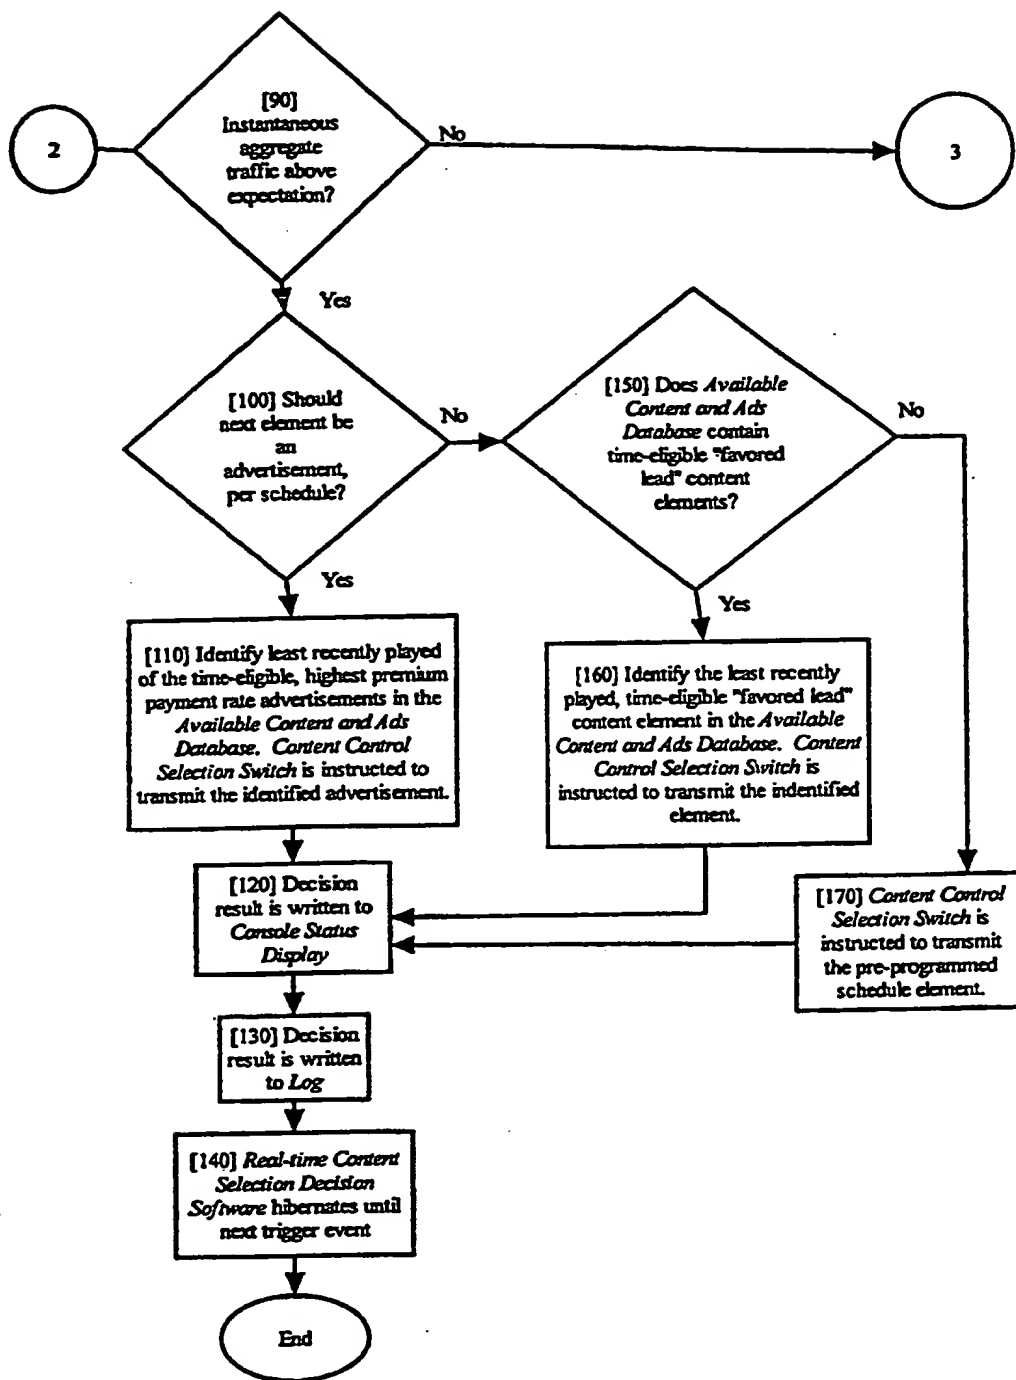 2
[90]
Instantaneous
aggregate
traffic above
expectation?
No
3
Yes
[100] Should
next element be
an
advertisement,
per schedule?
No
[150] Does Available
Content and Ads
Database contain
time-eligible "favored
lead" content
elements?
No
Yes
Yes
[110] Identify least recently played
of the time-eligible, highest premium
payment rate advertisements in the
Available Content and Ads
Database. Content Control
Selection Switch is instructed to
transmit the identified advertisement.
[160] Identify the least recently
played, time-eligible "favored lead"
content element in the Available
Content and Ads Database. Content
Control Selection Switch is
instructed to transmit the indentified
element.
[120] Decision
result is written to
Console Status
Display
[170] Content Control
Selection Switch is
instructed to transmit
the pre-programmed
schedule element.
[130] Decision
result is written
to Log
[140] Real-time Content
Selection Decision
Software hibernates until
next trigger event
End